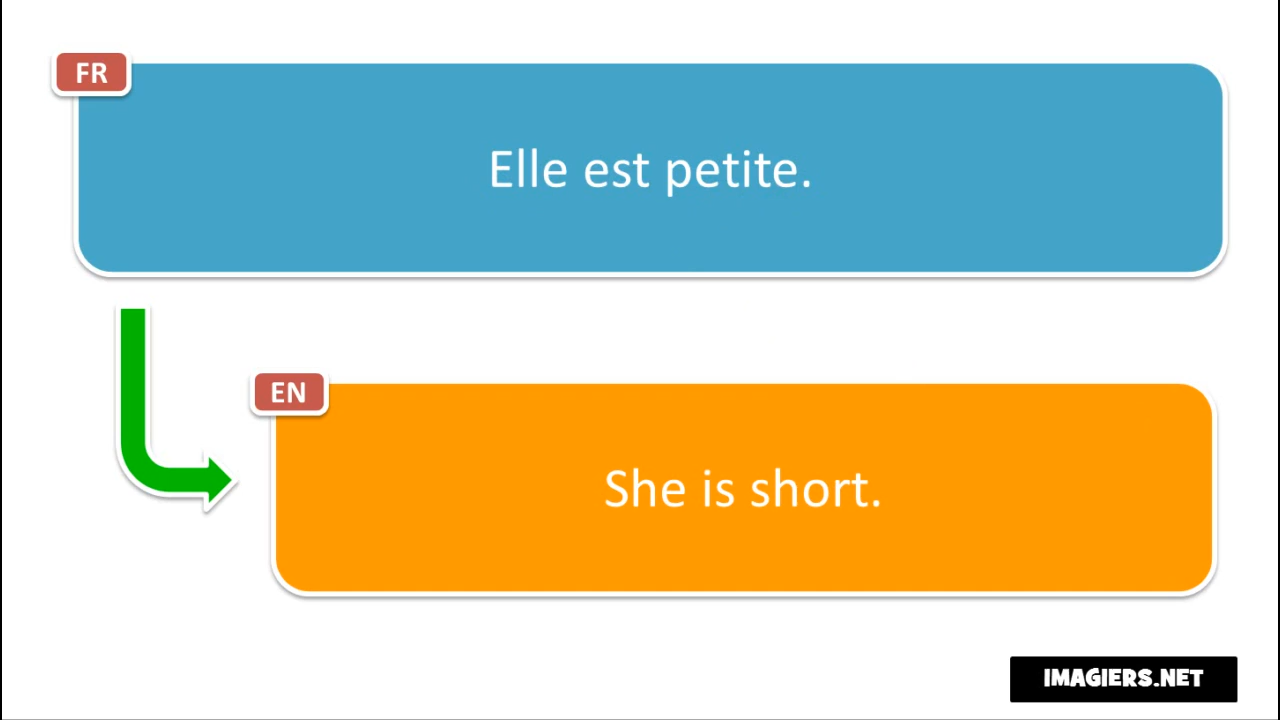 FR
Elle est petite.
EN
She is short.
IMAGIERS.NET